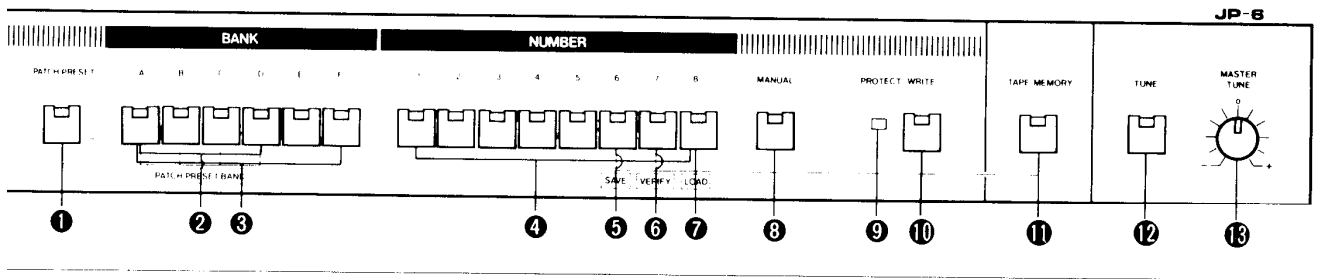 JP-6
BANK NUMBER
PATCH PRESET A B C D E F 1 2 3 4 5 6 7 8 MANUAL PROTECT WRITE TAPE MEMORY TUNE MASTER TUNE
0
- +
PATCH PRESET BANK SAVE VERIFY LOAD
1 2 3 4 5 6 7 8 9 10 11 12 13